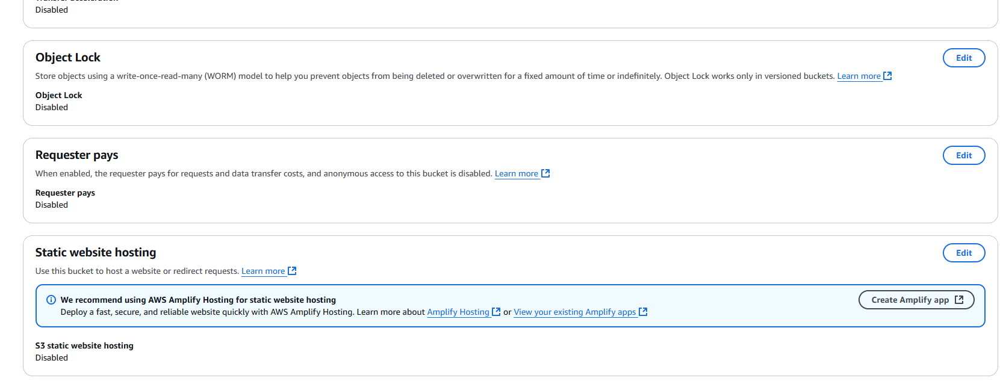 Transfer acceleration
Disabled
Object Lock
Edit
Store objects using a write-once-read-many (WORM) model to help you prevent objects from being deleted or overwritten for a fixed amount of time or indefinitely. Object Lock works only in versioned buckets. Learn more
Object Lock
Disabled
Requester pays
Edit
When enabled, the requester pays for requests and data transfer costs, and anonymous access to this bucket is disabled. Learn more
Requester pays
Disabled
Static website hosting
Edit
Use this bucket to host a website or redirect requests. Learn more
We recommend using AWS Amplify Hosting for static website hosting
Create Amplify app
Deploy a fast, secure, and reliable website quickly with AWS Amplify Hosting. Learn more about Amplify Hosting or View your existing Amplify apps
S3 static website hosting
Disabled